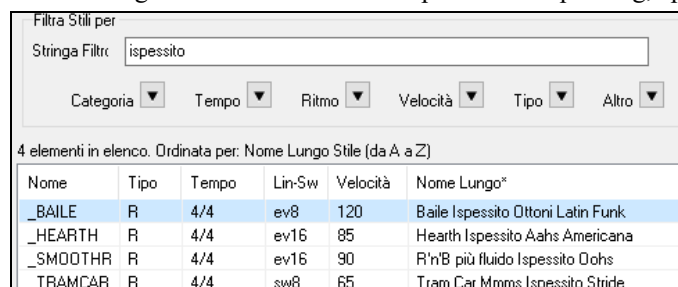 Filtra Stili per
Stringa Filtro ispessito
Categoria Tempo Ritmo Velocità Tipo Altro
4 elementi in elenco. Ordinata per: Nome Lungo Stile (da A a Z)
Nome Tipo Tempo Lin-Sw Velocità Nome Lungo*
_BAILE R 4/4 ev8 120 Baile Ispessito Ottoni Latin Funk
_HEARTH R 4/4 ev16 85 Hearth Ispessito Aahs Americana
_SMOOTHR R 4/4 ev16 90 R'n'B più fluido Ispessito Oohs
_TRAMCAR R 4/4 sw8 65 Tram Car Mmms Ispessito Stride